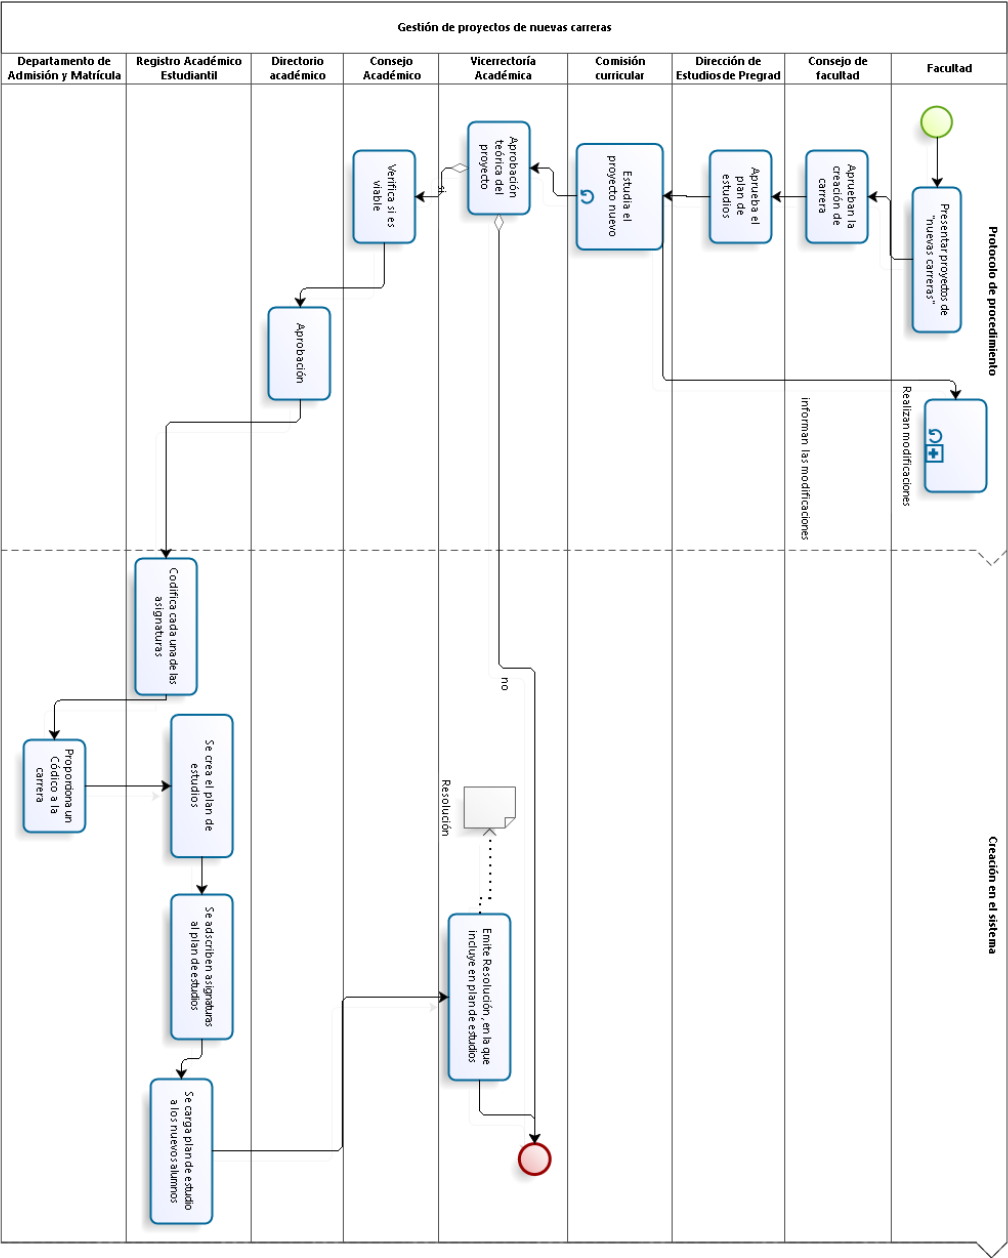 Gestión de proyectos de nuevas carreras
Departamento de
Admisión y Matrícula
Registro Académico
Estudiantil
Directorio
académico
Consejo
Académico
Vicerrectoría
Académica
Comisión
curricular
Dirección de
Estudios de Pregrad
Consejo de
facultad
Facultad
Protocolo de procedimiento
Presentar proyectos de
"nuevas carreras"
Aprueban la
creación de
carrera
Aprueba el
plan de
estudios
Estudia el
proyecto nuevo
Aprobación
teórica del
proyecto
Verifica si es
viable
Aprobación
Realizan modificaciones
informan las modificaciones
no
Creación en el sistema
Codifica cada una de las
asignaturas
Proporciona un
Códico a la
carrera
Se crea el plan de
estudios
Se adscriben asignaturas
al plan de estudios
Se carga plan de estudio
a los nuevos alumnos
Emite Resolución , en la que
incluye en plan de estudios
Resolución